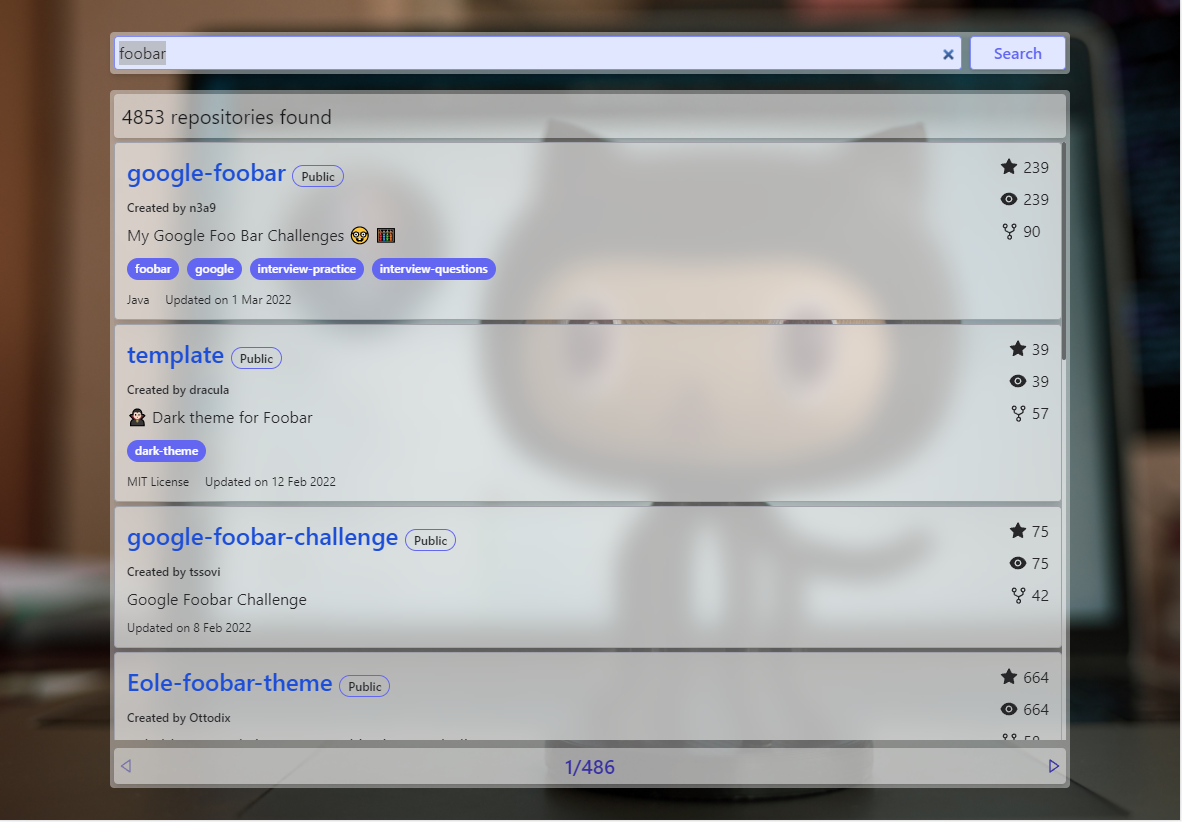 foobar
Search
4853 repositories found
google-foobar Public
239
Created by n3a9
239
My Google Foo Bar Challenges 🤓 🧮
90
foobar google interview-practice interview-questions
Java Updated on 1 Mar 2022
template Public
39
Created by dracula
39
🧛🏻‍♂️ Dark theme for Foobar
57
dark-theme
MIT License Updated on 12 Feb 2022
google-foobar-challenge Public
75
Created by tssovi
75
Google Foobar Challenge
42
Updated on 8 Feb 2022
Eole-foobar-theme Public
664
Created by Ottodix
664
1/486